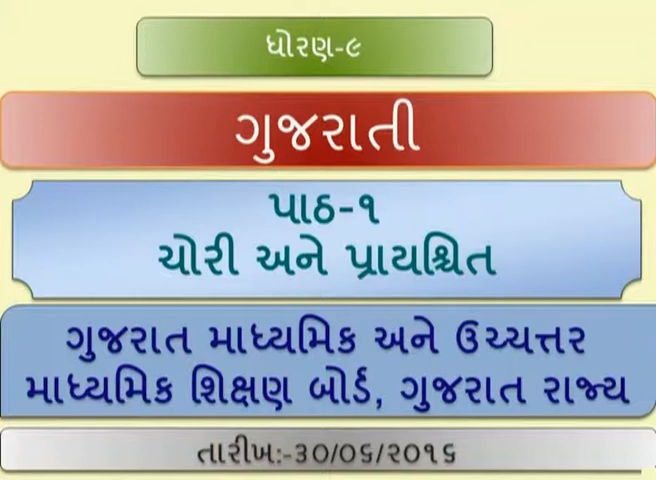 ધોરણ-૯
ગુજરાતી
પાઠ-૧
ચોરી અને પ્રાયશ્ચિત
ગુજરાત માધ્યમિક અને ઉચ્ચત્તર
માધ્યમિક શિક્ષણ બોર્ડ, ગુજરાત રાજ્ય
તારીખ:-૩૦/૦૬/૨૦૧૬